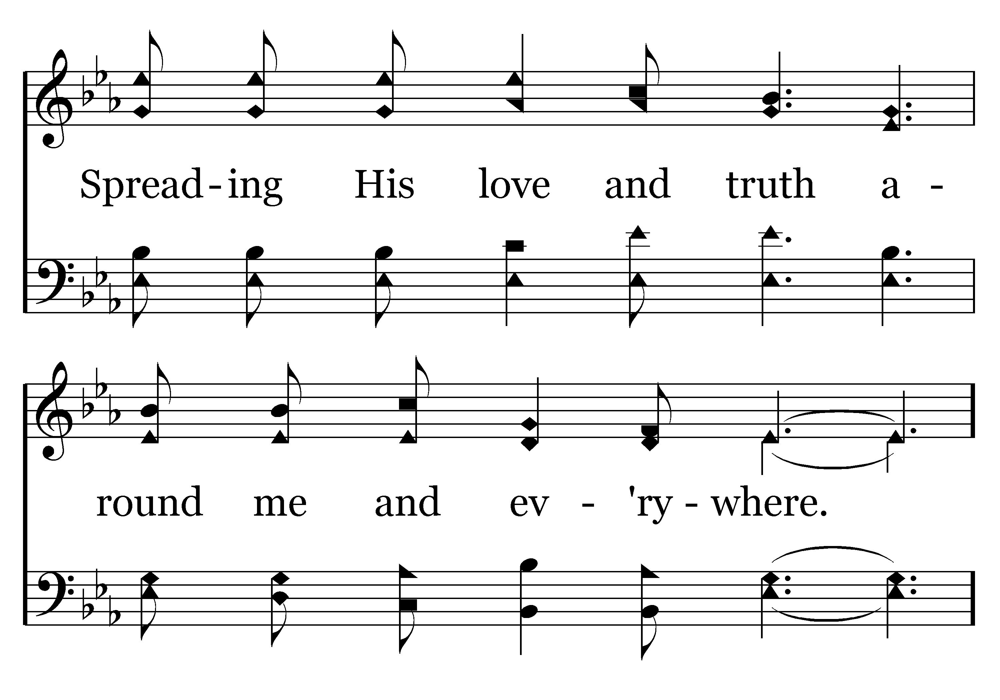 Spread-ing His love and truth a -
round me and ev - 'ry - where.